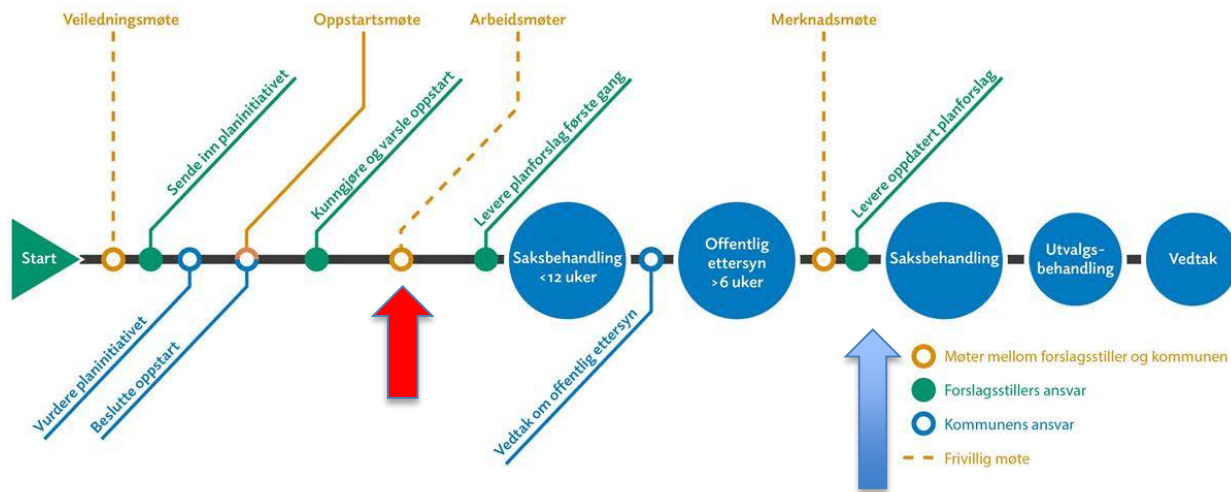 Veiledningsmøte
Oppstartsmøte
Arbeidsmøter
Merknadsmøte
Sende inn planinitiativet
Kunngjøre og varsle oppstart
Levere planforslag første gang
Levere oppdatert planforslag
Start
Saksbehandling
<12 uker
Offentlig
ettersyn
>6 uker
Saksbehandling
Utvalgs-
behandling
Vedtak
Vurdere planinitiativet
Beslutte oppstart
Vedtak om offentlig ettersyn
Møter mellom forslagsstiller og kommunen
Forslagsstillers ansvar
Kommunens ansvar
Frivillig møte